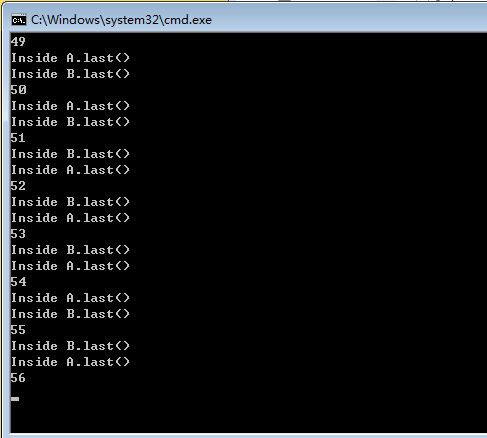 C:\Windows\system32\cmd.exe
49
Inside A.last()
Inside B.last()
50
Inside A.last()
Inside B.last()
51
Inside B.last()
Inside A.last()
52
Inside B.last()
Inside A.last()
53
Inside B.last()
Inside A.last()
54
Inside A.last()
Inside B.last()
55
Inside B.last()
Inside A.last()
56